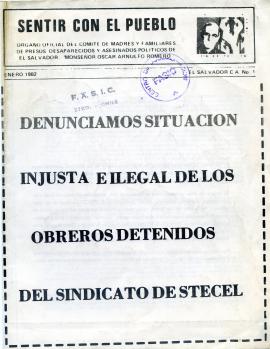 SENTIR CON EL PUEBLO
ORGANO OFICIAL DEL COMITE DE MADRES Y FAMILIARES
DE PRESOS DESAPARECIDOS Y ASESINADOS POLITICOS DE
EL SALVADOR "MONSEÑOR OSCAR ARNULFO ROMERO"
ENERO 1982
EL SALVADOR C.A. No 1
F.X.S.I.C.
DENUNCIAMOS SITUACION
INJUSTA E ILEGAL DE LOS
OBREROS DETENIDOS
DEL SINDICATO DE STECEL